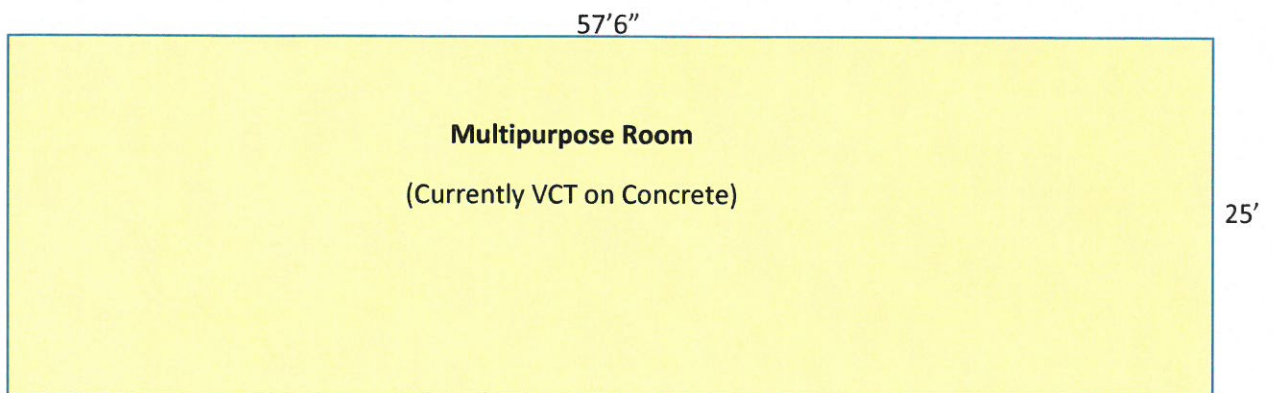 57’6”
Multipurpose Room
(Currently VCT on Concrete)
25’